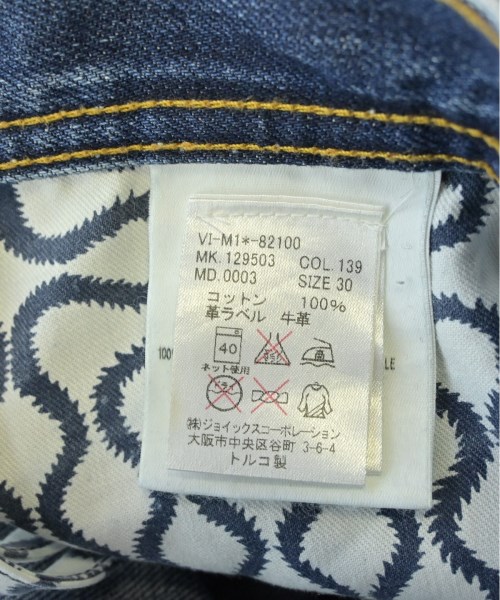 VI-M1*-82100
MK.129503 COL.139
MD.0003 SIZE 30
コットン 100%
革ラベル 牛革
40
ネット使用
ドライ
㈱ジョイックスコーポレーション
大阪市中央区谷町 3-6-4
トルコ製
100
LE